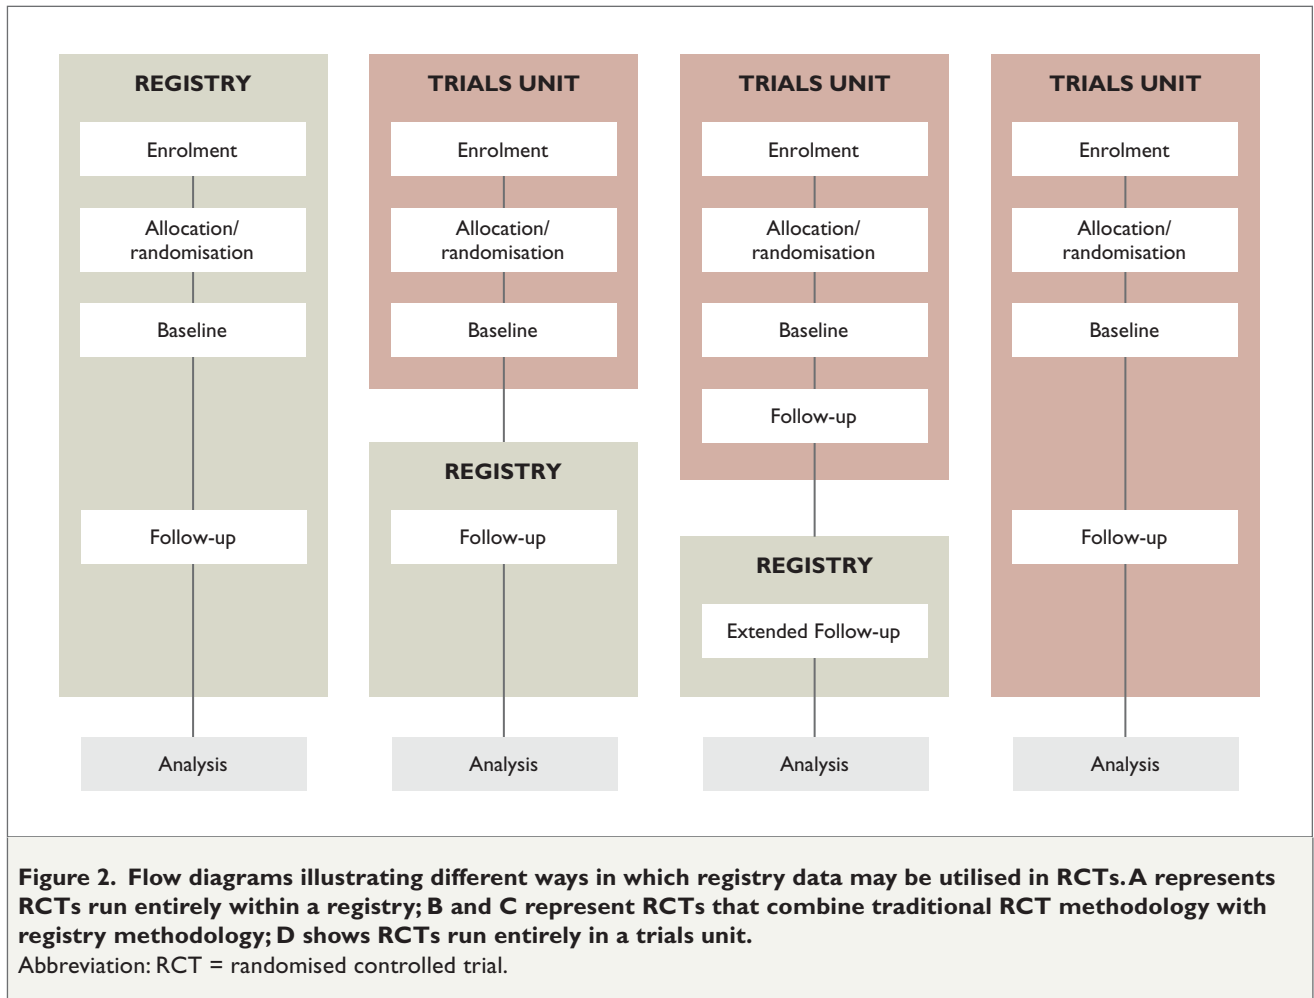 REGISTRY
Enrolment
Allocation/
randomisation
Baseline
Follow-up
Analysis
TRIALS UNIT
Enrolment
Allocation/
randomisation
Baseline
REGISTRY
Follow-up
Analysis
TRIALS UNIT
Enrolment
Allocation/
randomisation
Baseline
Follow-up
REGISTRY
Extended Follow-up
Analysis
TRIALS UNIT
Enrolment
Allocation/
randomisation
Baseline
Follow-up
Analysis
Figure 2. Flow diagrams illustrating different ways in which registry data may be utilised in RCTs. A represents
RCTs run entirely within a registry; B and C represent RCTs that combine traditional RCT methodology with
registry methodology; D shows RCTs run entirely in a trials unit.
Abbreviation: RCT = randomised controlled trial.